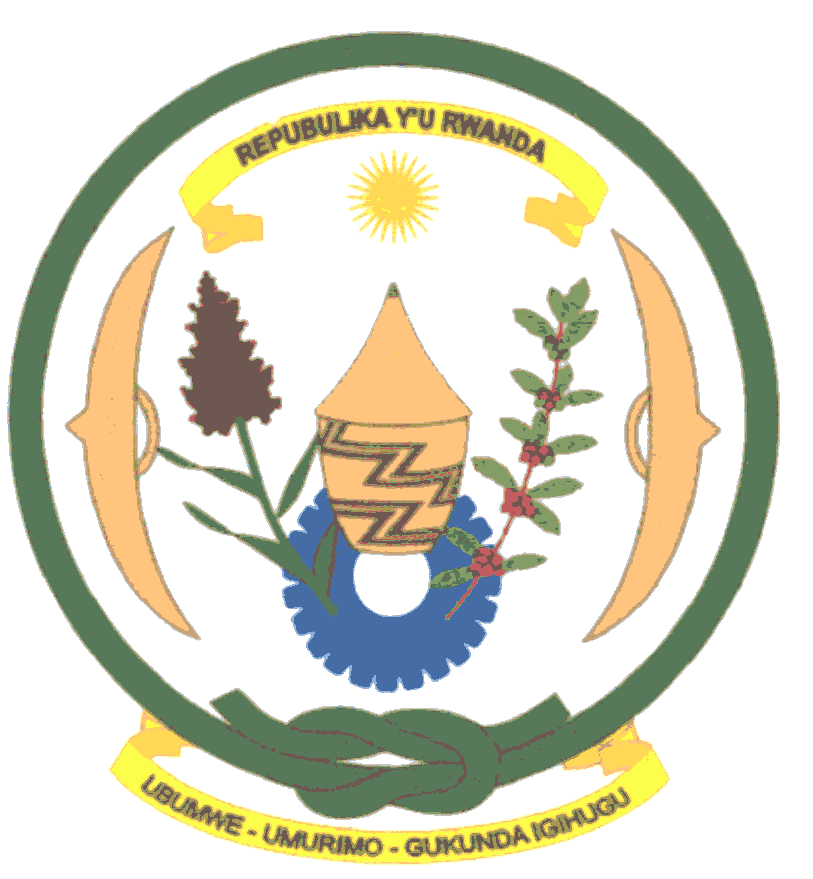 REPUBULIKA Y'U RWANDA
UBUMWE - UMURIMO - GUKUNDA IGIHUGU